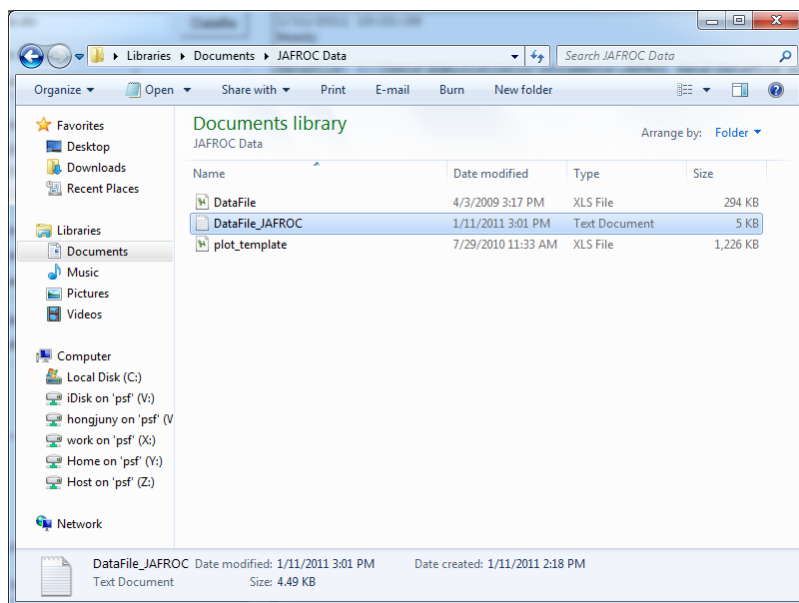 Libraries ▸ Documents ▸ JAFROC Data
Search JAFROC Data
Organize
Open
Share with
Print
E-mail
Burn
New folder
Favorites
Desktop
Downloads
Recent Places
Libraries
Documents
Music
Pictures
Videos
Computer
Local Disk (C:)
iDisk on 'psf' (V:)
hongjuny on 'psf' (V
work on 'psf' (X:)
Home on 'psf' (Y:)
Host on 'psf' (Z:)
Network
Documents library
JAFROC Data
Arrange by: Folder
Name Date modified Type Size
DataFile 4/3/2009 3:17 PM XLS File 294 KB
DataFile_JAFROC 1/11/2011 3:01 PM Text Document 5 KB
plot_template 7/29/2010 11:33 AM XLS File 1,226 KB
DataFile_JAFROC Date modified: 1/11/2011 3:01 PM Date created: 1/11/2011 2:18 PM
Text Document Size: 4.49 KB